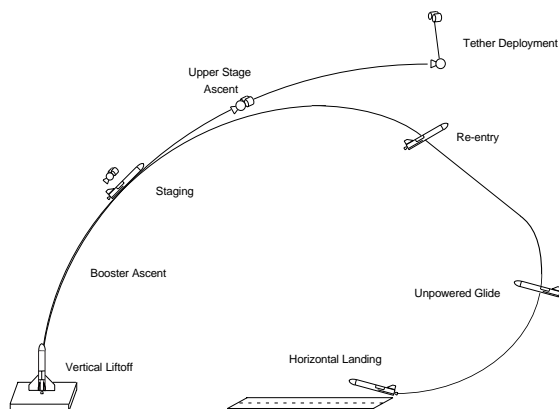 Tether Deployment
Upper Stage
Ascent
Re-entry
Staging
Booster Ascent
Unpowered Glide
Horizontal Landing
Vertical Liftoff